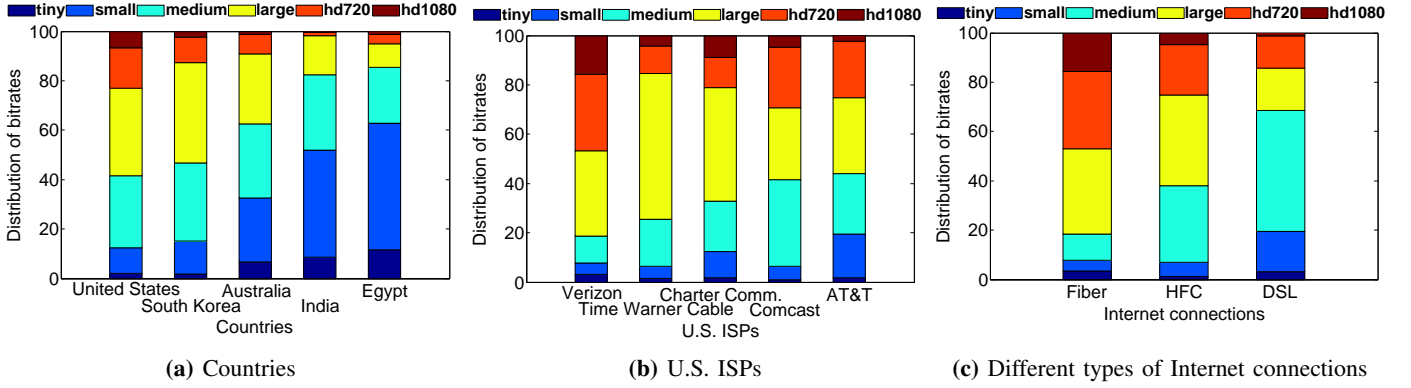 tiny small medium large hd720 hd1080
100
80
60
40
20
0
Distribution of bitrates
United States
South Korea
Australia
India
Egypt
Countries
(a) Countries
tiny small medium large hd720 hd1080
100
80
60
40
20
0
Distribution of bitrates
Verizon
Time Warner Cable
Charter Comm.
Comcast
AT&T
U.S. ISPs
(b) U.S. ISPs
tiny small medium large hd720 hd1080
100
80
60
40
20
0
Distribution of bitrates
Fiber
HFC
DSL
Internet connections
(c) Different types of Internet connections